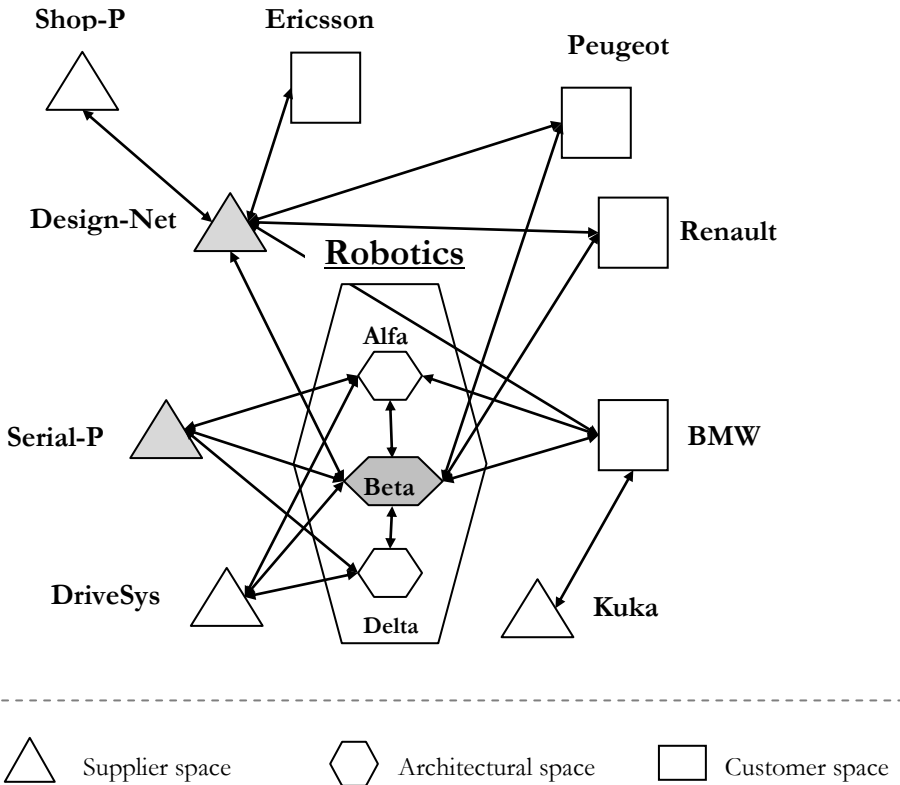 Shop-P
Ericsson
Peugeot
Design-Net
Renault
Robotics
Alfa
Serial-P
BMW
Beta
DriveSys
Kuka
Delta
Supplier space
Architectural space
Customer space